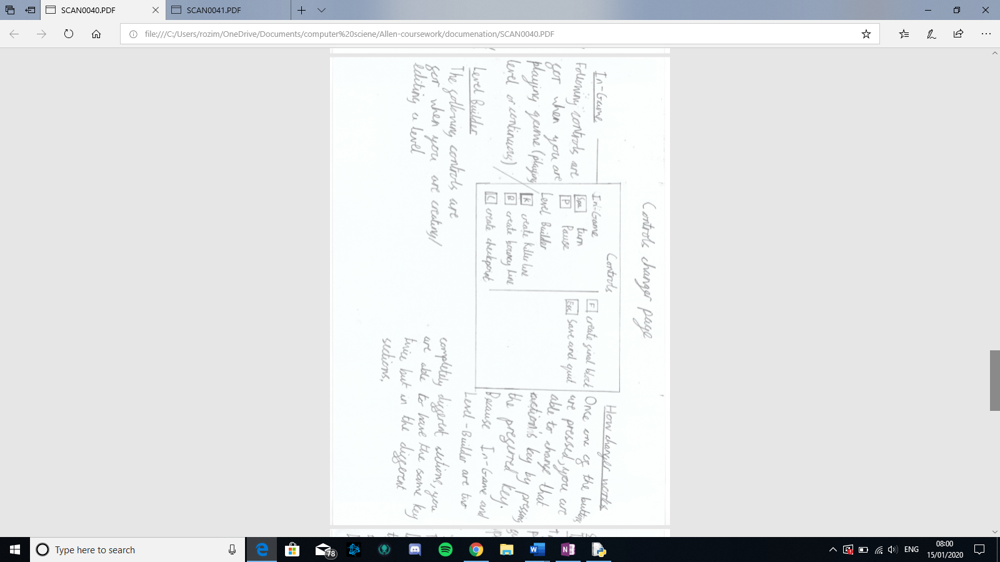 SCAN0040.PDF
SCAN0041.PDF
file:///C:/Users/rozim/OneDrive/Documents/computer%20sciene/Allen-coursework/documenation/SCAN0040.PDF
Controls changer page
In-Game
Following controls are
for when you are
playing game (playing
level or continuous)
Level Builder
The following controls are
for when you are creating/
editing a level
Controls
In-Game
Spa turn
P Pause
Level Builder
K create killer line
B create bouncy line
C create checkpoint
F create final block
Esc save and quit
How changer works
Once one of the buttons
are pressed, you are
able to change that
action's key by pressing
the preferred key.
Because In-Game and
Level-Builder are two
completely different sections, you
are able to have the same key
twice but in the different
sections.
Type here to search
78
ENG
08:00
15/01/2020